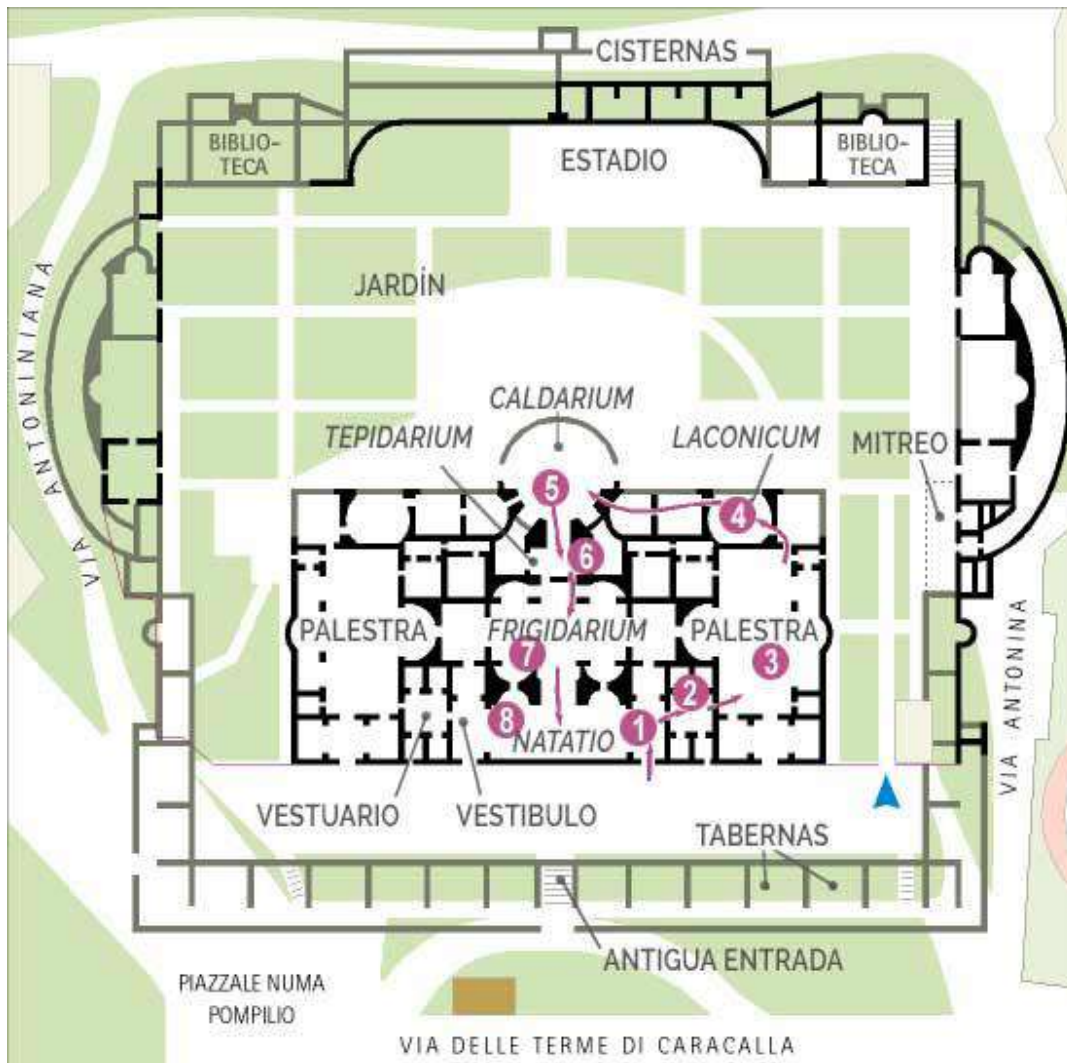 CISTERNAS
BIBLIO-
TECA
ESTADIO
BIBLIO-
TECA
JARDÍN
VIA ANTONINIANA
CALDARIUM
TEPIDARIUM
LACONICUM
MITREO
5
4
6
PALESTRA
FRIGIDARIUM
PALESTRA
7
3
2
8
1
NATATIO
VIA ANTONINA
VESTUARIO
VESTIBULO
TABERNAS
ANTIGUA ENTRADA
PIAZZALE NUMA
POMPILIO
VIA DELLE TERME DI CARACALLA